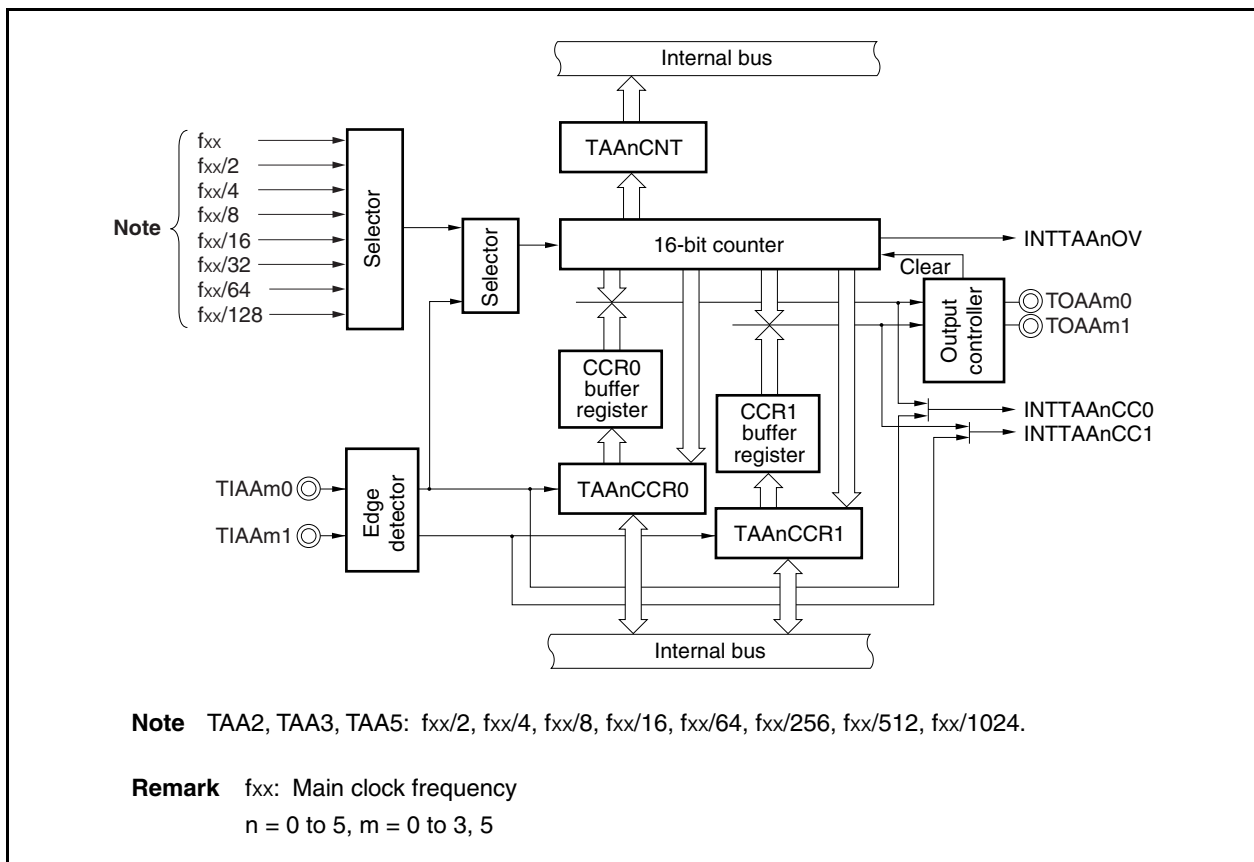 Internal bus
TAAnCNT
Note
fxx
fxx/2
fxx/4
fxx/8
fxx/16
fxx/32
fxx/64
fxx/128
Selector
Selector
16-bit counter
INTTAAnOV
Clear
Output
controller
TOAAm0
TOAAm1
CCR0
buffer
register
CCR1
buffer
register
INTTAAnCC0
INTTAAnCC1
TIAAm0
TIAAm1
Edge
detector
TAAnCCR0
TAAnCCR1
Internal bus
Note TAA2, TAA3, TAA5: fxx/2, fxx/4, fxx/8, fxx/16, fxx/64, fxx/256, fxx/512, fxx/1024.
Remark fxx: Main clock frequency
n = 0 to 5, m = 0 to 3, 5